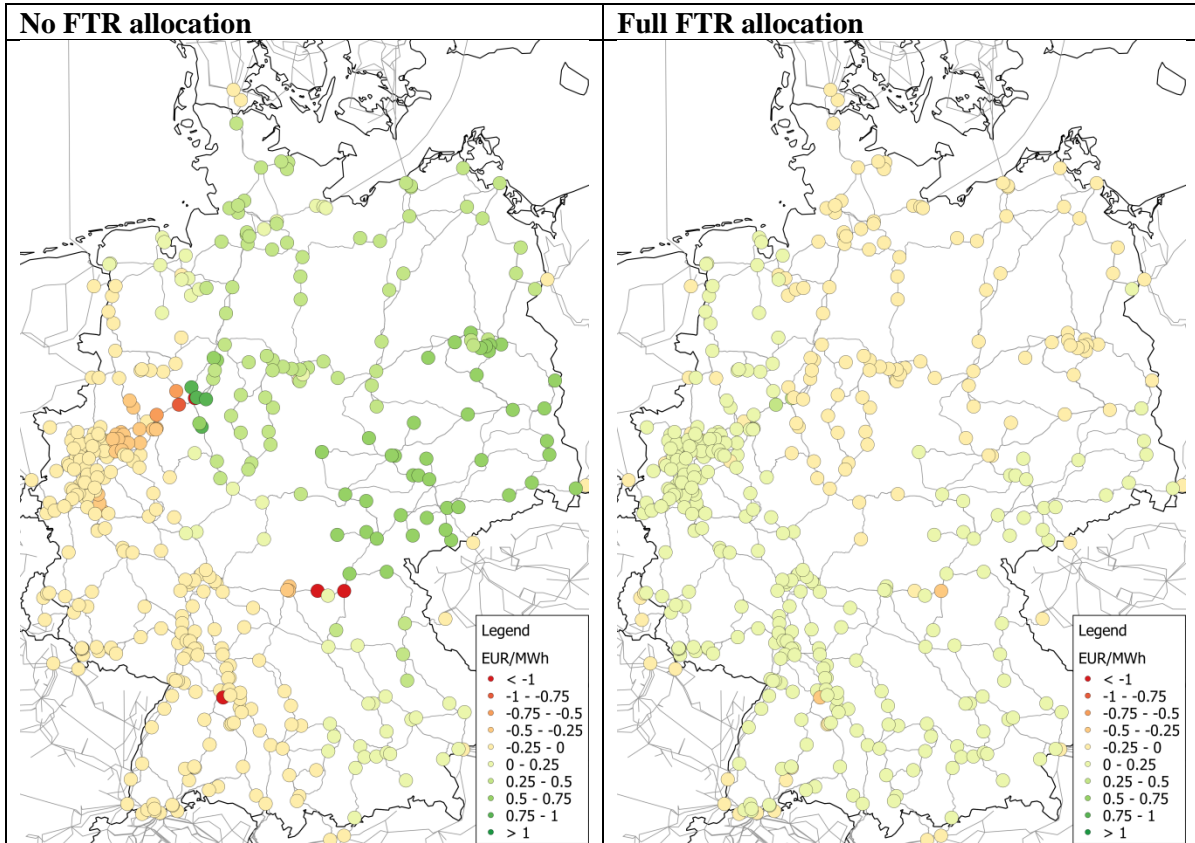 No FTR allocation
Full FTR allocation
Legend
EUR/MWh
< -1
-1 - -0.75
-0.75 - -0.5
-0.5 - -0.25
-0.25 - 0
0 - 0.25
0.25 - 0.5
0.5 - 0.75
0.75 - 1
> 1
Legend
EUR/MWh
< -1
-1 - -0.75
-0.75 - -0.5
-0.5 - -0.25
-0.25 - 0
0 - 0.25
0.25 - 0.5
0.5 - 0.75
0.75 - 1
> 1